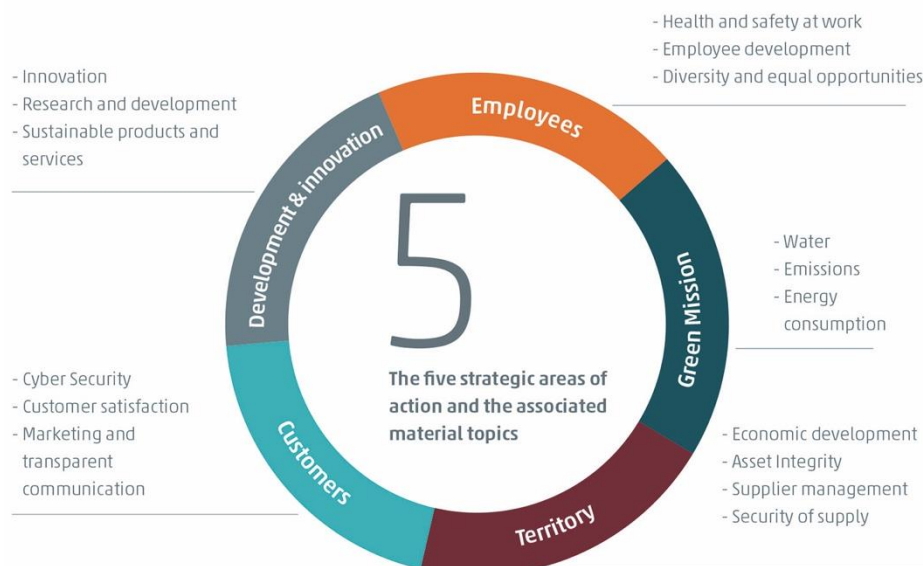 - Health and safety at work
- Employee development
- Diversity and equal opportunities
- Innovation
- Research and development
- Sustainable products and
services
Employees
Development & innovation
5
Green Mission
- Water
- Emissions
- Energy
consumption
The five strategic areas of
action and the associated
material topics
- Cyber Security
- Customer satisfaction
- Marketing and
transparent
communication
Customers
Territory
- Economic development
- Asset Integrity
- Supplier management
- Security of supply